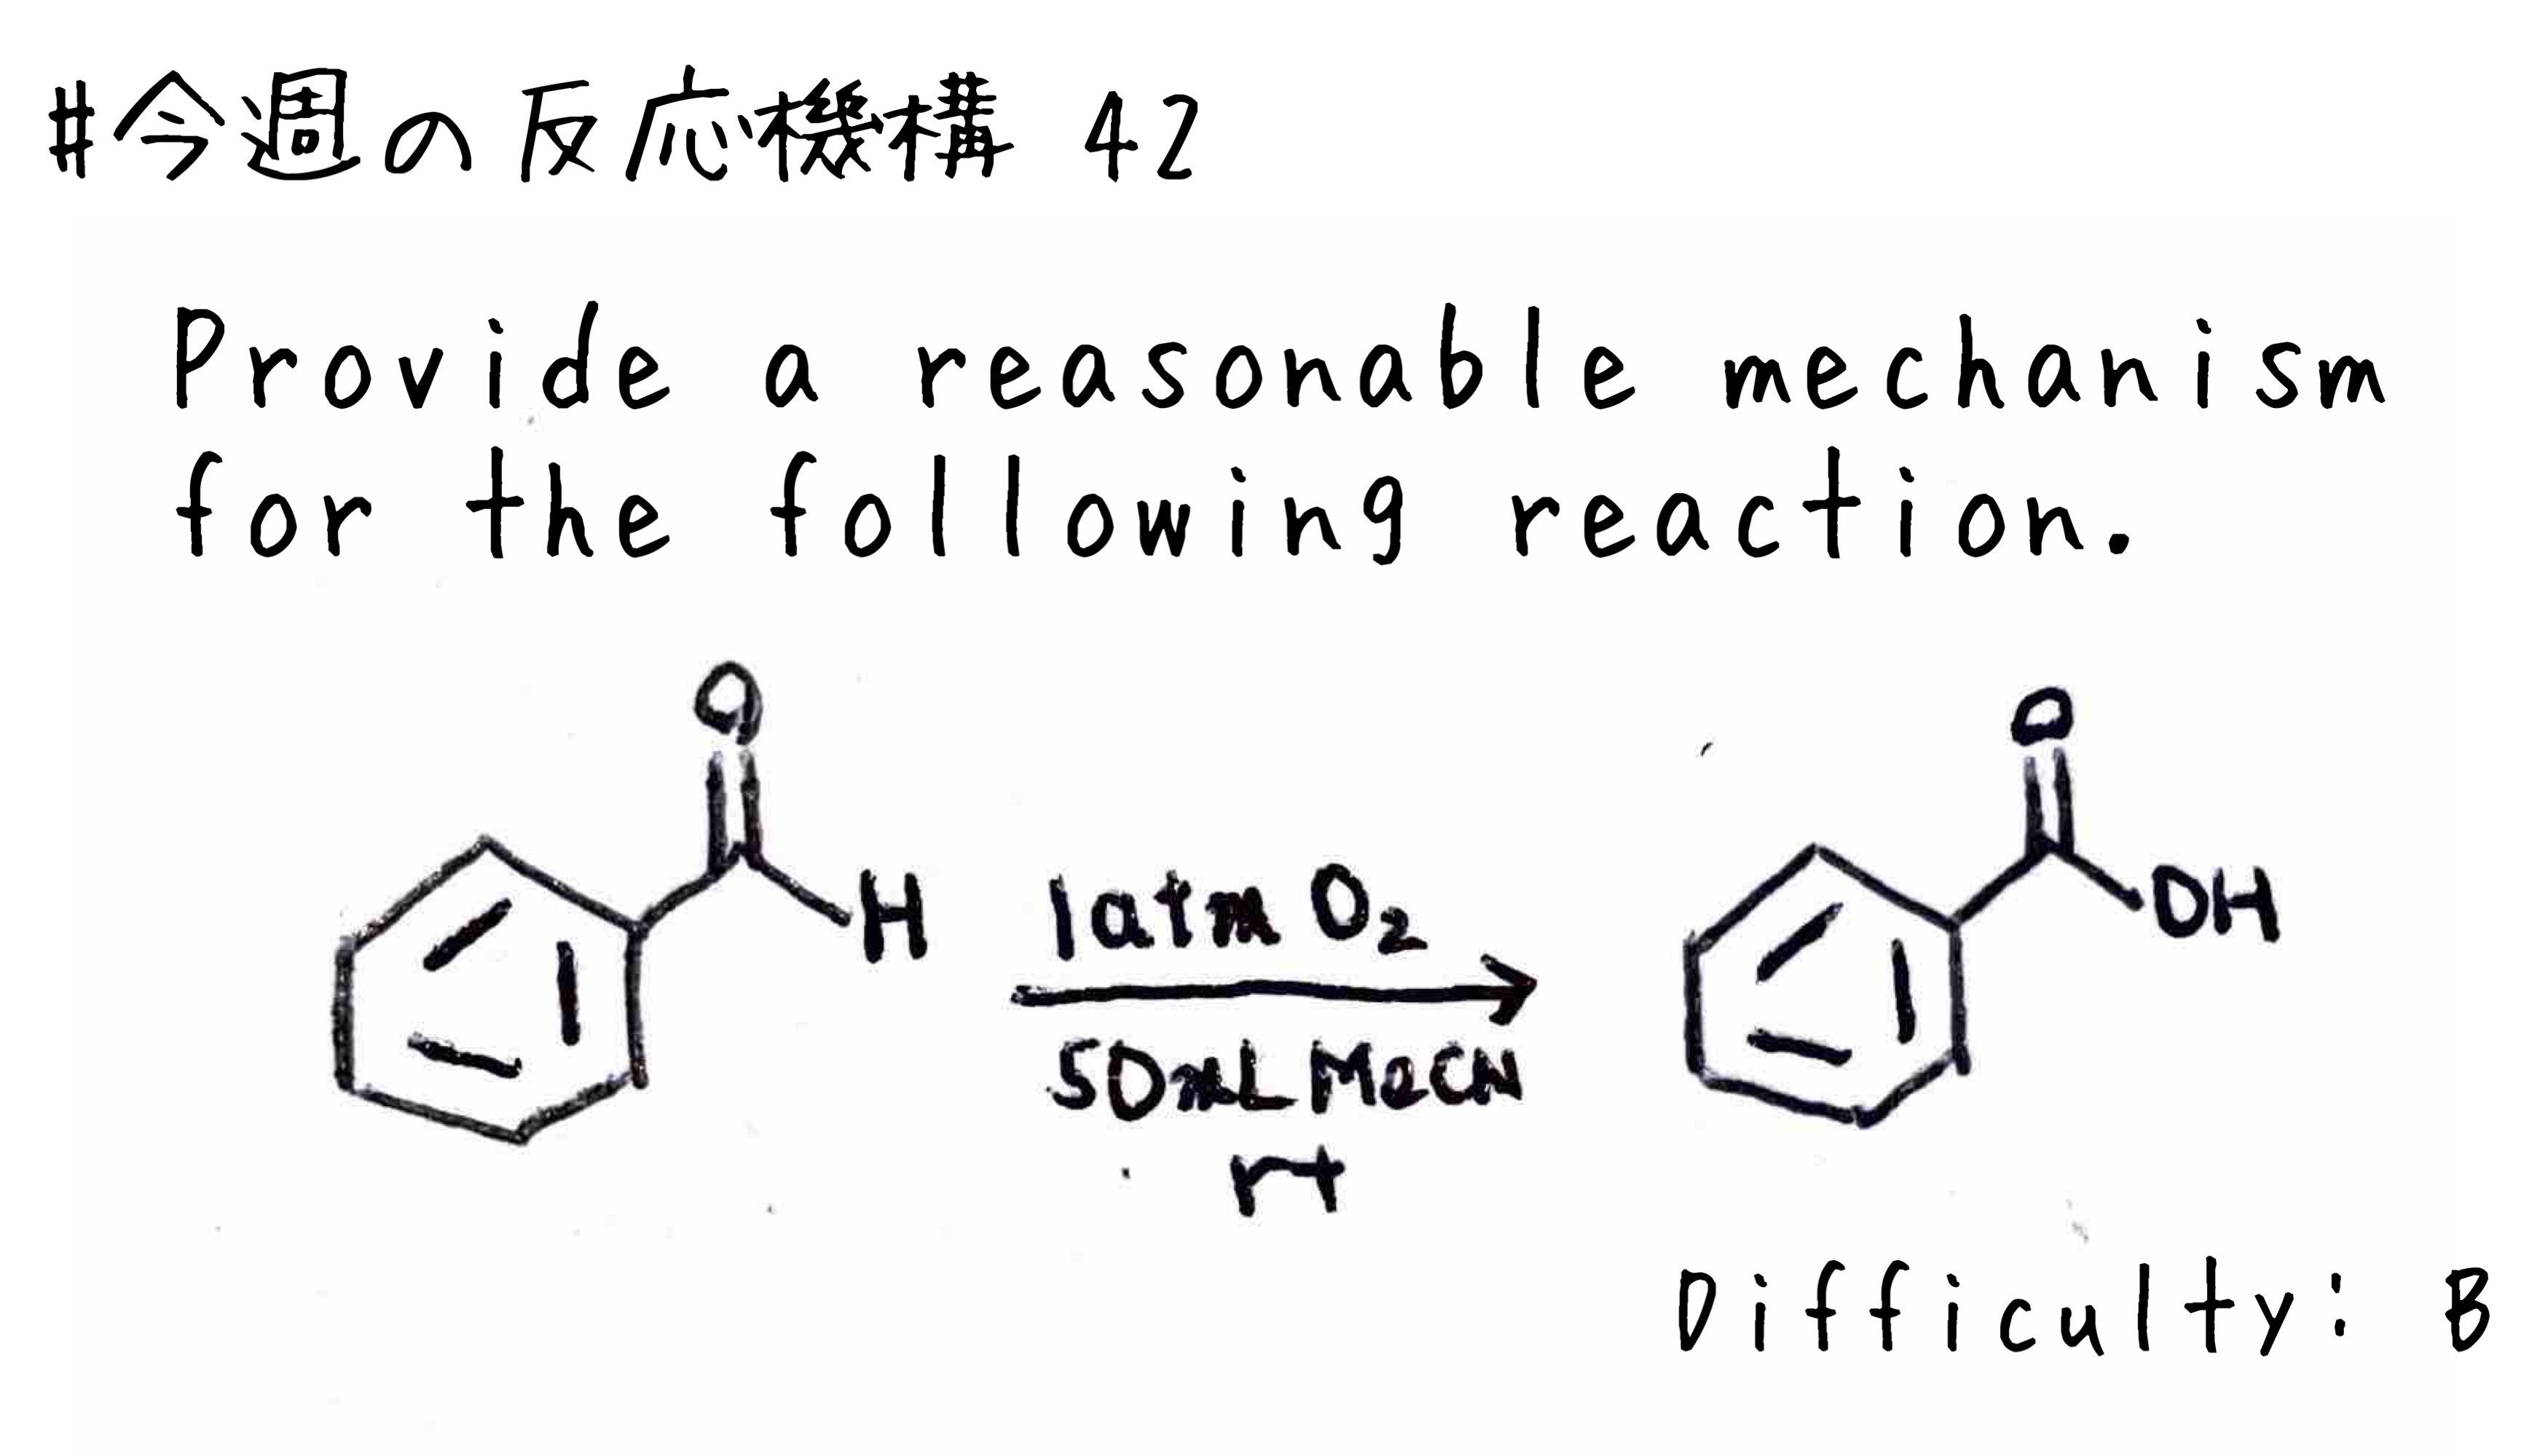 #今週の反応機構 42
Provide a reasonable mechanism
for the following reaction.
O
H
1atm O₂
50mL MeCN
rt
O
OH
Difficulty: B